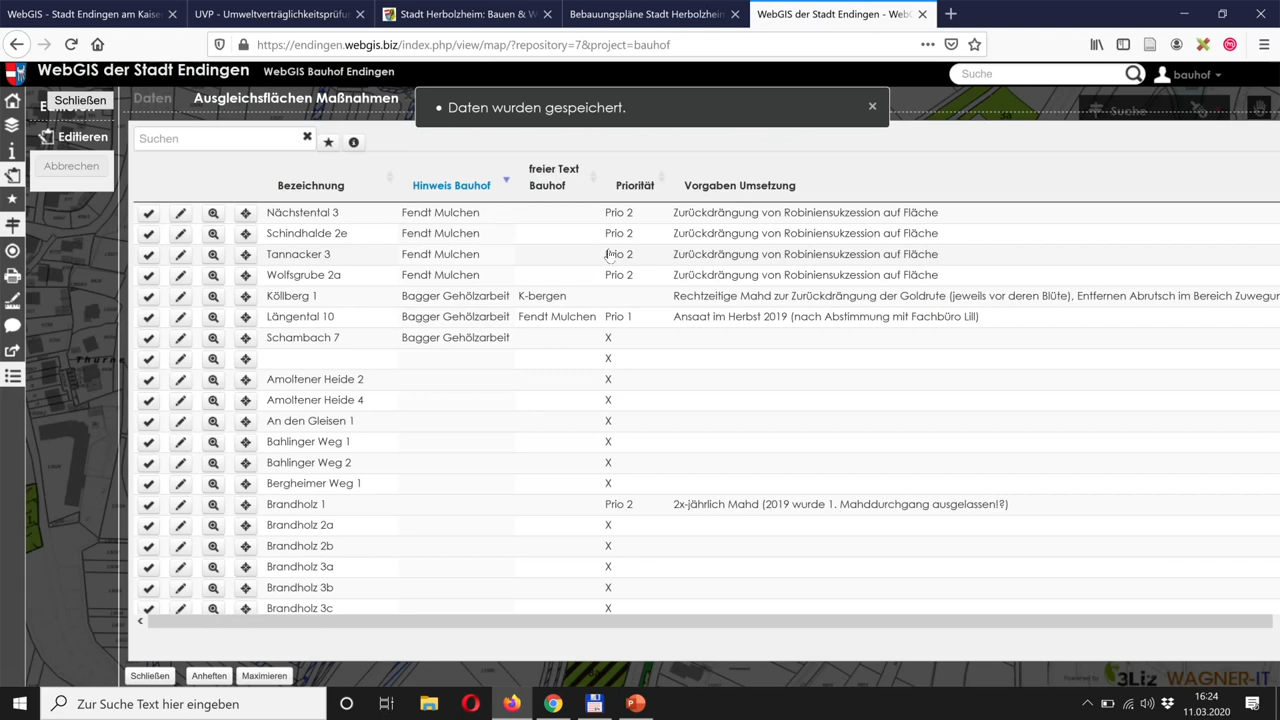 WebGIS - Stadt Endingen am Kaise
UVP - Umweltverträglichkeitsprüfu
Stadt Herbolzheim: Bauen & W
Bebauungspläne Stadt Herbolzheim
WebGIS der Stadt Endingen - WebG
https://endingen.webgis.biz/index.php/view/map/?repository=7&project=bauhof
WebGIS der Stadt Endingen WebGIS Bauhof Endingen Suche bauhof
Schließen Daten Ausgleichsflächen Maßnahmen
Daten wurden gespeichert.
Suche
Editieren
Suchen
Abbrechen
Bezeichnung Hinweis Bauhof freier Text Bauhof Priorität Vorgaben Umsetzung
Nächstental 3 Fendt Mulchen Prio 2 Zurückdrängung von Robiniensukzession auf Fläche
Schindhalde 2e Fendt Mulchen Prio 2 Zurückdrängung von Robiniensukzession auf Fläche
Tannacker 3 Fendt Mulchen Prio 2 Zurückdrängung von Robiniensukzession auf Fläche
Wolfsgrube 2a Fendt Mulchen Prio 2 Zurückdrängung von Robiniensukzession auf Fläche
Köllberg 1 Bagger Gehölzarbeit K-bergen Rechtzeitige Mahd zur Zurückdrängung der Goldrute (jeweils vor deren Blüte), Entfernen Abrutsch im Bereich Zuwegur
Längental 10 Bagger Gehölzarbeit Fendt Mulchen Prio 1 Ansaat im Herbst 2019 (nach Abstimmung mit Fachbüro Lill)
Schambach 7 Bagger Gehölzarbeit X
X
Amoltener Heide 2 X
Amoltener Heide 4 X
An den Gleisen 1 X
Bahlinger Weg 1 X
Bahlinger Weg 2 X
Bergheimer Weg 1 X
Brandholz 1 Prio 2 2x-jährlich Mahd (2019 wurde 1. Mahddurchgang ausgelassen!?)
Brandholz 2a X
Brandholz 2b X
Brandholz 3a X
Brandholz 3b X
Brandholz 3c X
Schließen Anheften Maximieren
Powered by 3Liz WAGNER-IT
Zur Suche Text hier eingeben
16:24
11.03.2020